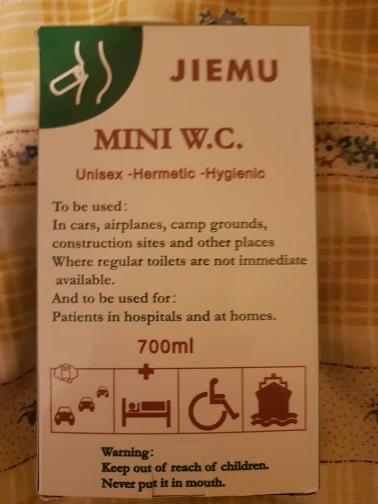 JIEMU
MINI W.C.
Unisex -Hermetic -Hygienic
To be used:
In cars, airplanes, camp grounds,
construction sites and other places
Where regular toilets are not immediate
available.
And to be used for:
Patients in hospitals and at homes.
700ml
Warning:
Keep out of reach of children.
Never put it in mouth.